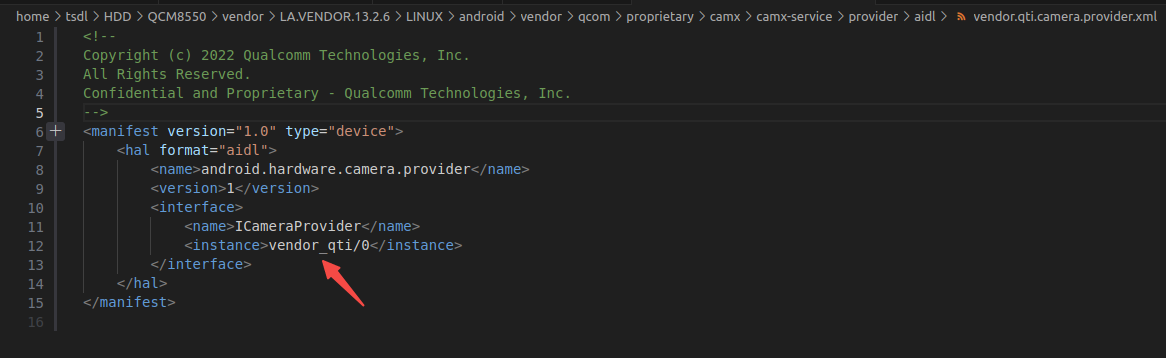 home > tsdl > HDD > QCM8550 > vendor > LA.VENDOR.13.2.6 > LINUX > android > vendor > qcom > proprietary > camx > camx-service > provider > aidl > vendor.qti.camera.provider.xml
1 <!--
2 Copyright (c) 2022 Qualcomm Technologies, Inc.
3 All Rights Reserved.
4 Confidential and Proprietary - Qualcomm Technologies, Inc.
5 -->
6 <manifest version="1.0" type="device">
7 <hal format="aidl">
8 <name>android.hardware.camera.provider</name>
9 <version>1</version>
10 <interface>
11 <name>ICameraProvider</name>
12 <instance>vendor_qti/0</instance>
13 </interface>
14 </hal>
15 </manifest>
16